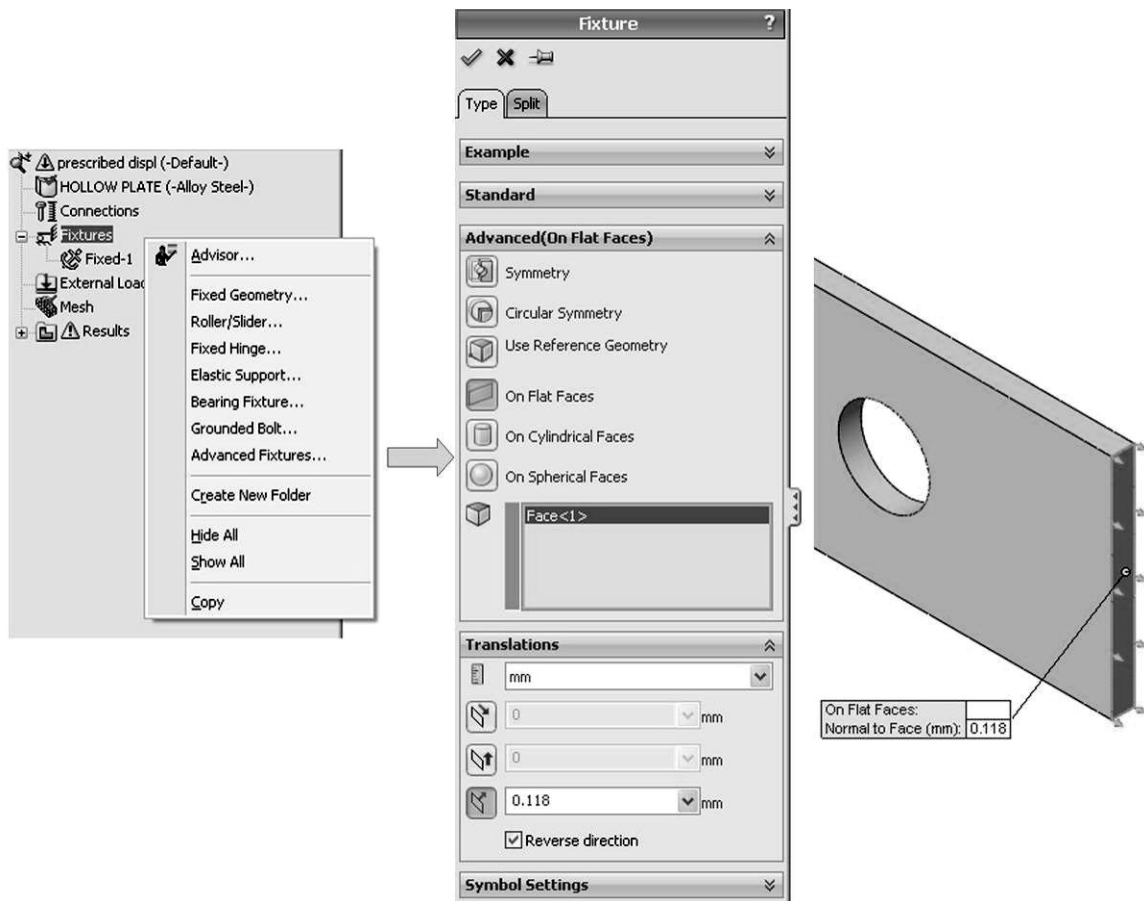 prescribed displ (-Default-)
HOLLOW PLATE (-Alloy Steel-)
Connections
Fixtures
Fixed-1
External Load
Mesh
Results
Advisor...
Fixed Geometry...
Roller/Slider...
Fixed Hinge...
Elastic Support...
Bearing Fixture...
Grounded Bolt...
Advanced Fixtures...
Create New Folder
Hide All
Show All
Copy
Fixture ?
Type Split
Example
Standard
Advanced(On Flat Faces)
Symmetry
Circular Symmetry
Use Reference Geometry
On Flat Faces
On Cylindrical Faces
On Spherical Faces
Face<1>
Translations
mm
0 mm
0 mm
0.118 mm
Reverse direction
Symbol Settings
On Flat Faces:
Normal to Face (mm): 0.118